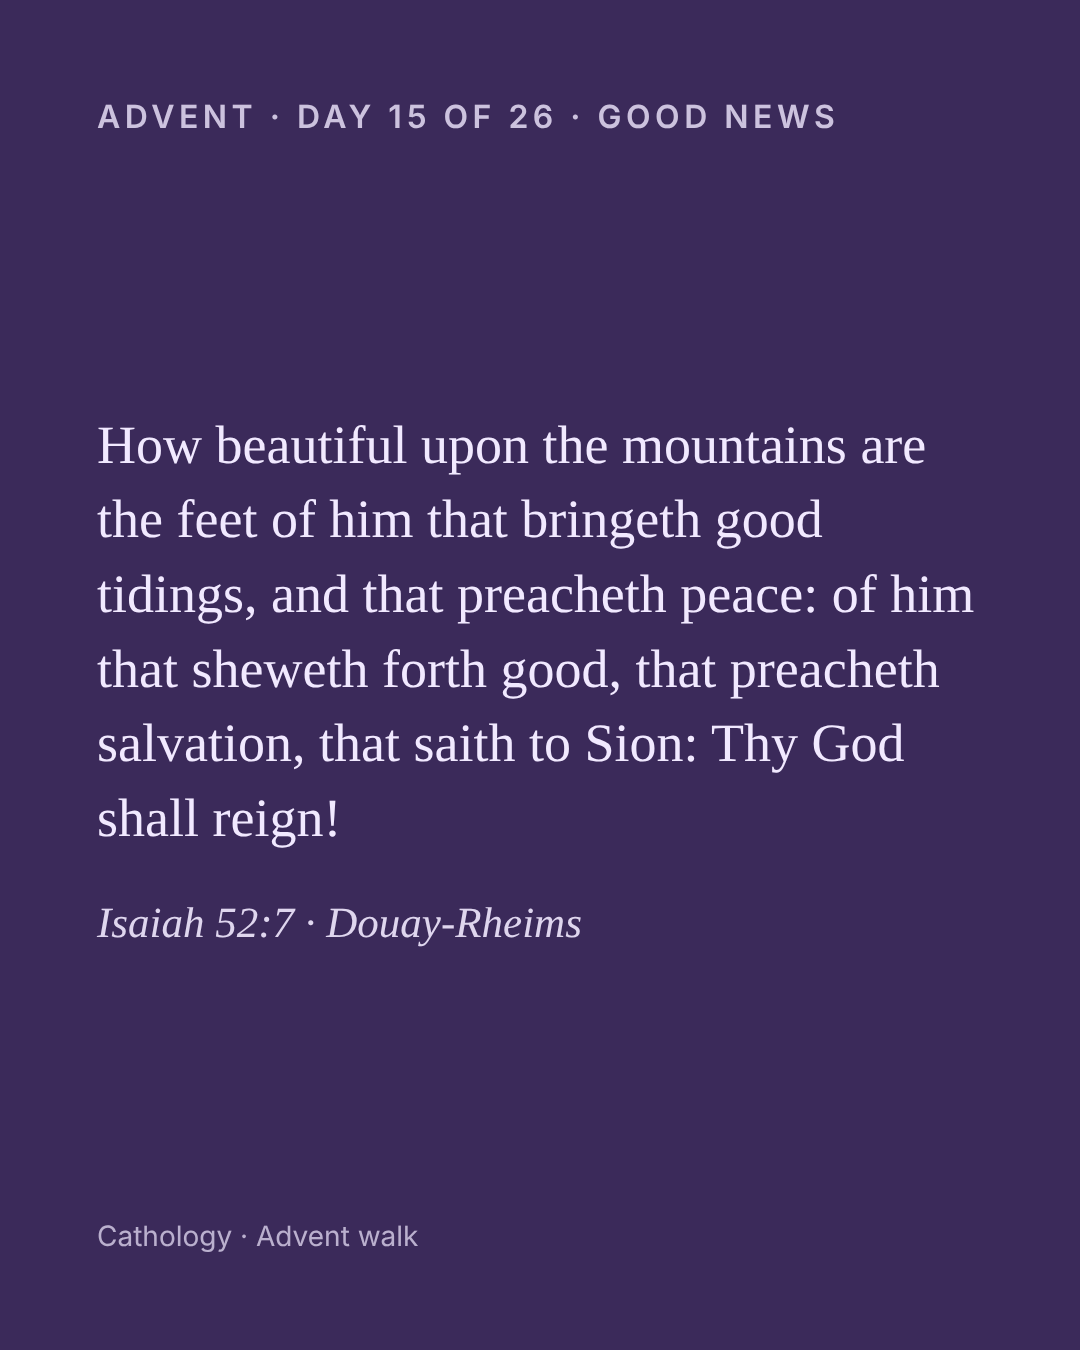 ADVENT · DAY 15 OF 26 · GOOD NEWS
How beautiful upon the mountains are
the feet of him that bringeth good
tidings, and that preacheth peace: of him
that sheweth forth good, that preacheth
salvation, that saith to Sion: Thy God
shall reign!
Isaiah 52:7 · Douay-Rheims
Cathology · Advent walk